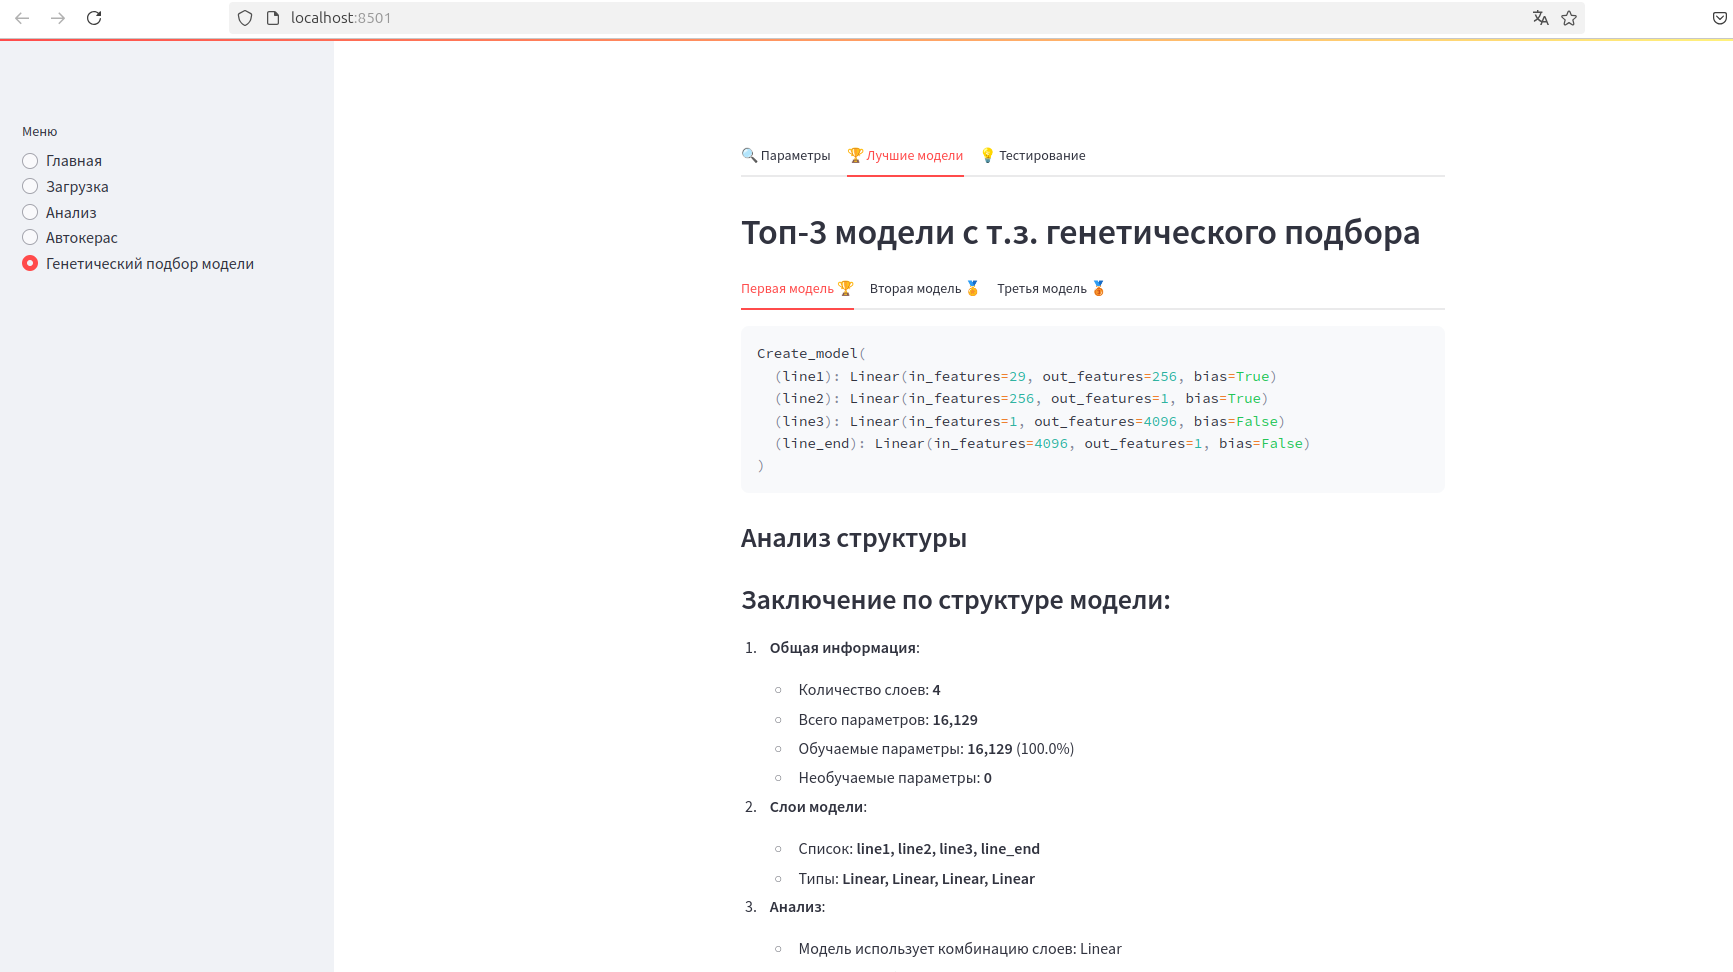 localhost:8501
Меню
Главная
Загрузка
Анализ
Автокерас
Генетический подбор модели
Параметры Лучшие модели Тестирование
Топ-3 модели с т.з. генетического подбора
Первая модель Вторая модель Третья модель
Create_model(
  (line1): Linear(in_features=29, out_features=256, bias=True)
  (line2): Linear(in_features=256, out_features=1, bias=True)
  (line3): Linear(in_features=1, out_features=4096, bias=False)
  (line_end): Linear(in_features=4096, out_features=1, bias=False)
)
Анализ структуры
Заключение по структуре модели:
1. Общая информация:
Количество слоев: 4
Всего параметров: 16,129
Обучаемые параметры: 16,129 (100.0%)
Необучаемые параметры: 0
2. Слои модели:
Список: line1, line2, line3, line_end
Типы: Linear, Linear, Linear, Linear
3. Анализ:
Модель использует комбинацию слоев: Linear